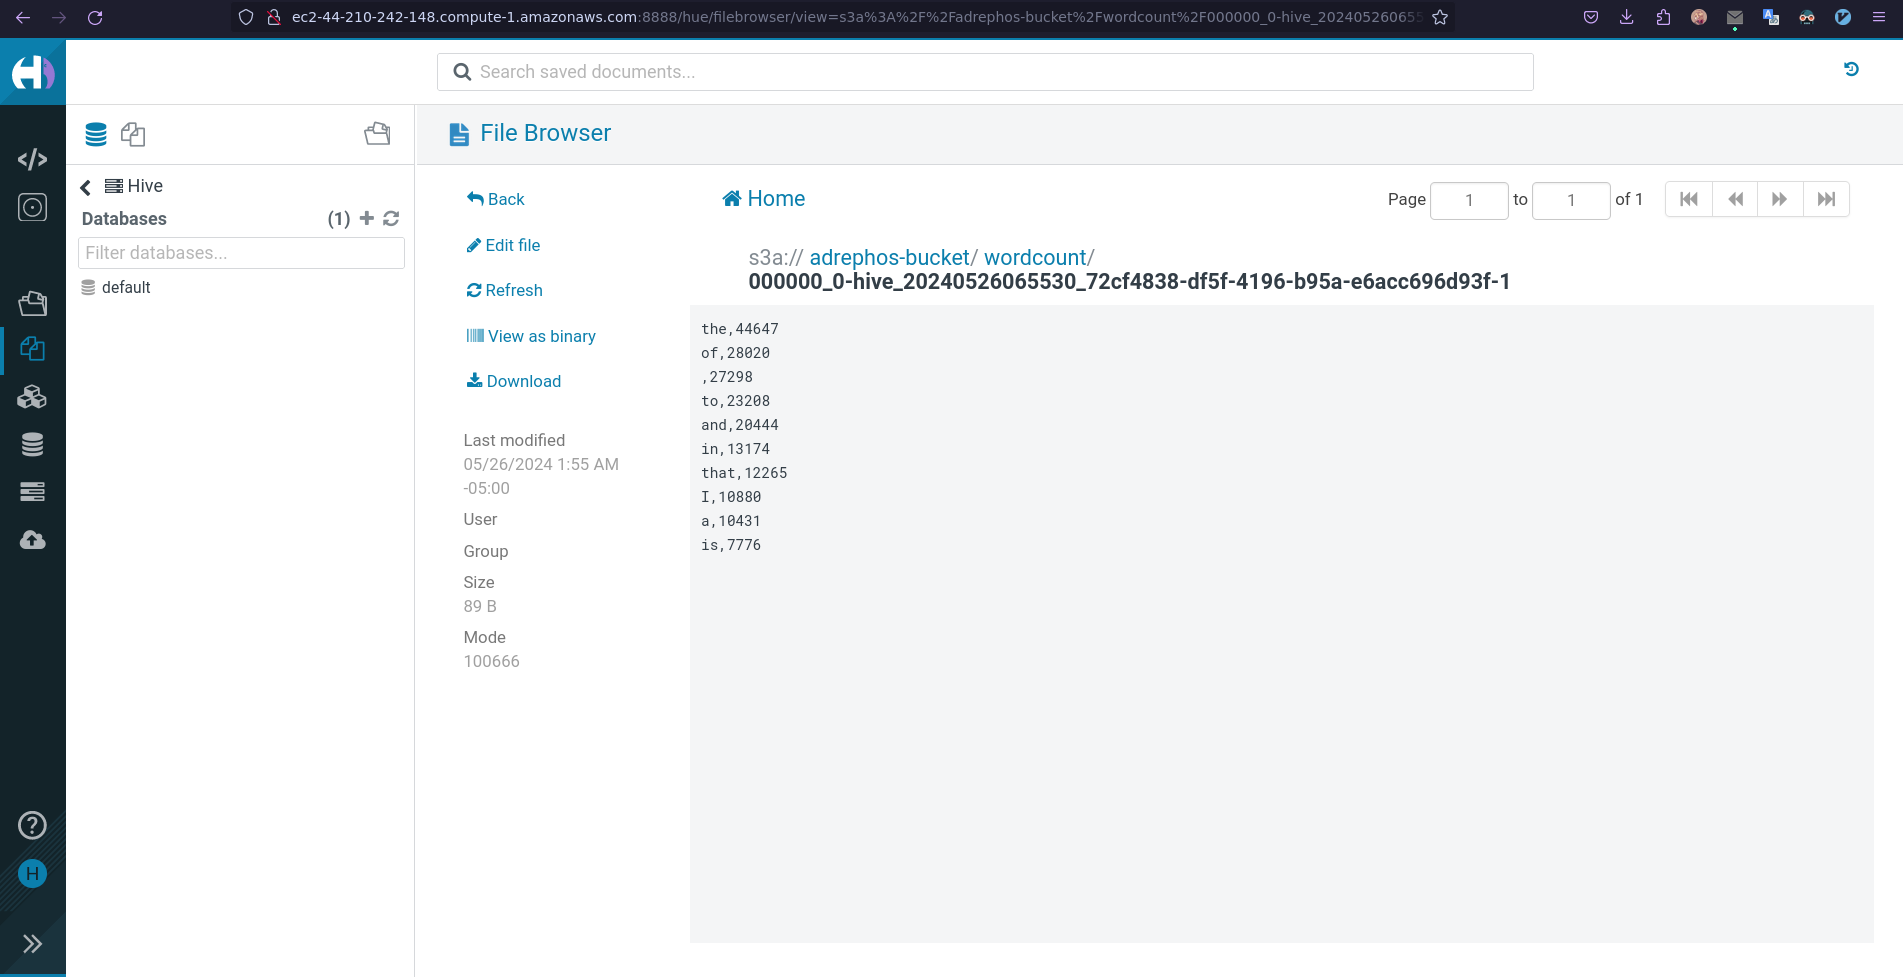 ec2-44-210-242-148.compute-1.amazonaws.com:8888/hue/filebrowser/view=s3a%3A%2F%2Fadrephos-bucket%2Fwordcount%2F000000_0-hive_20240526065
Search saved documents...
File Browser
Hive
Databases (1)
Filter databases...
default
Back
Edit file
Refresh
View as binary
Download
Last modified
05/26/2024 1:55 AM
-05:00
User
Group
Size
89 B
Mode
100666
Home
Page 1 to 1 of 1
s3a:// adrephos-bucket/ wordcount/
000000_0-hive_20240526065530_72cf4838-df5f-4196-b95a-e6acc696d93f-1
the,44647
of,28020
,27298
to,23208
and,20444
in,13174
that,12265
I,10880
a,10431
is,7776
H